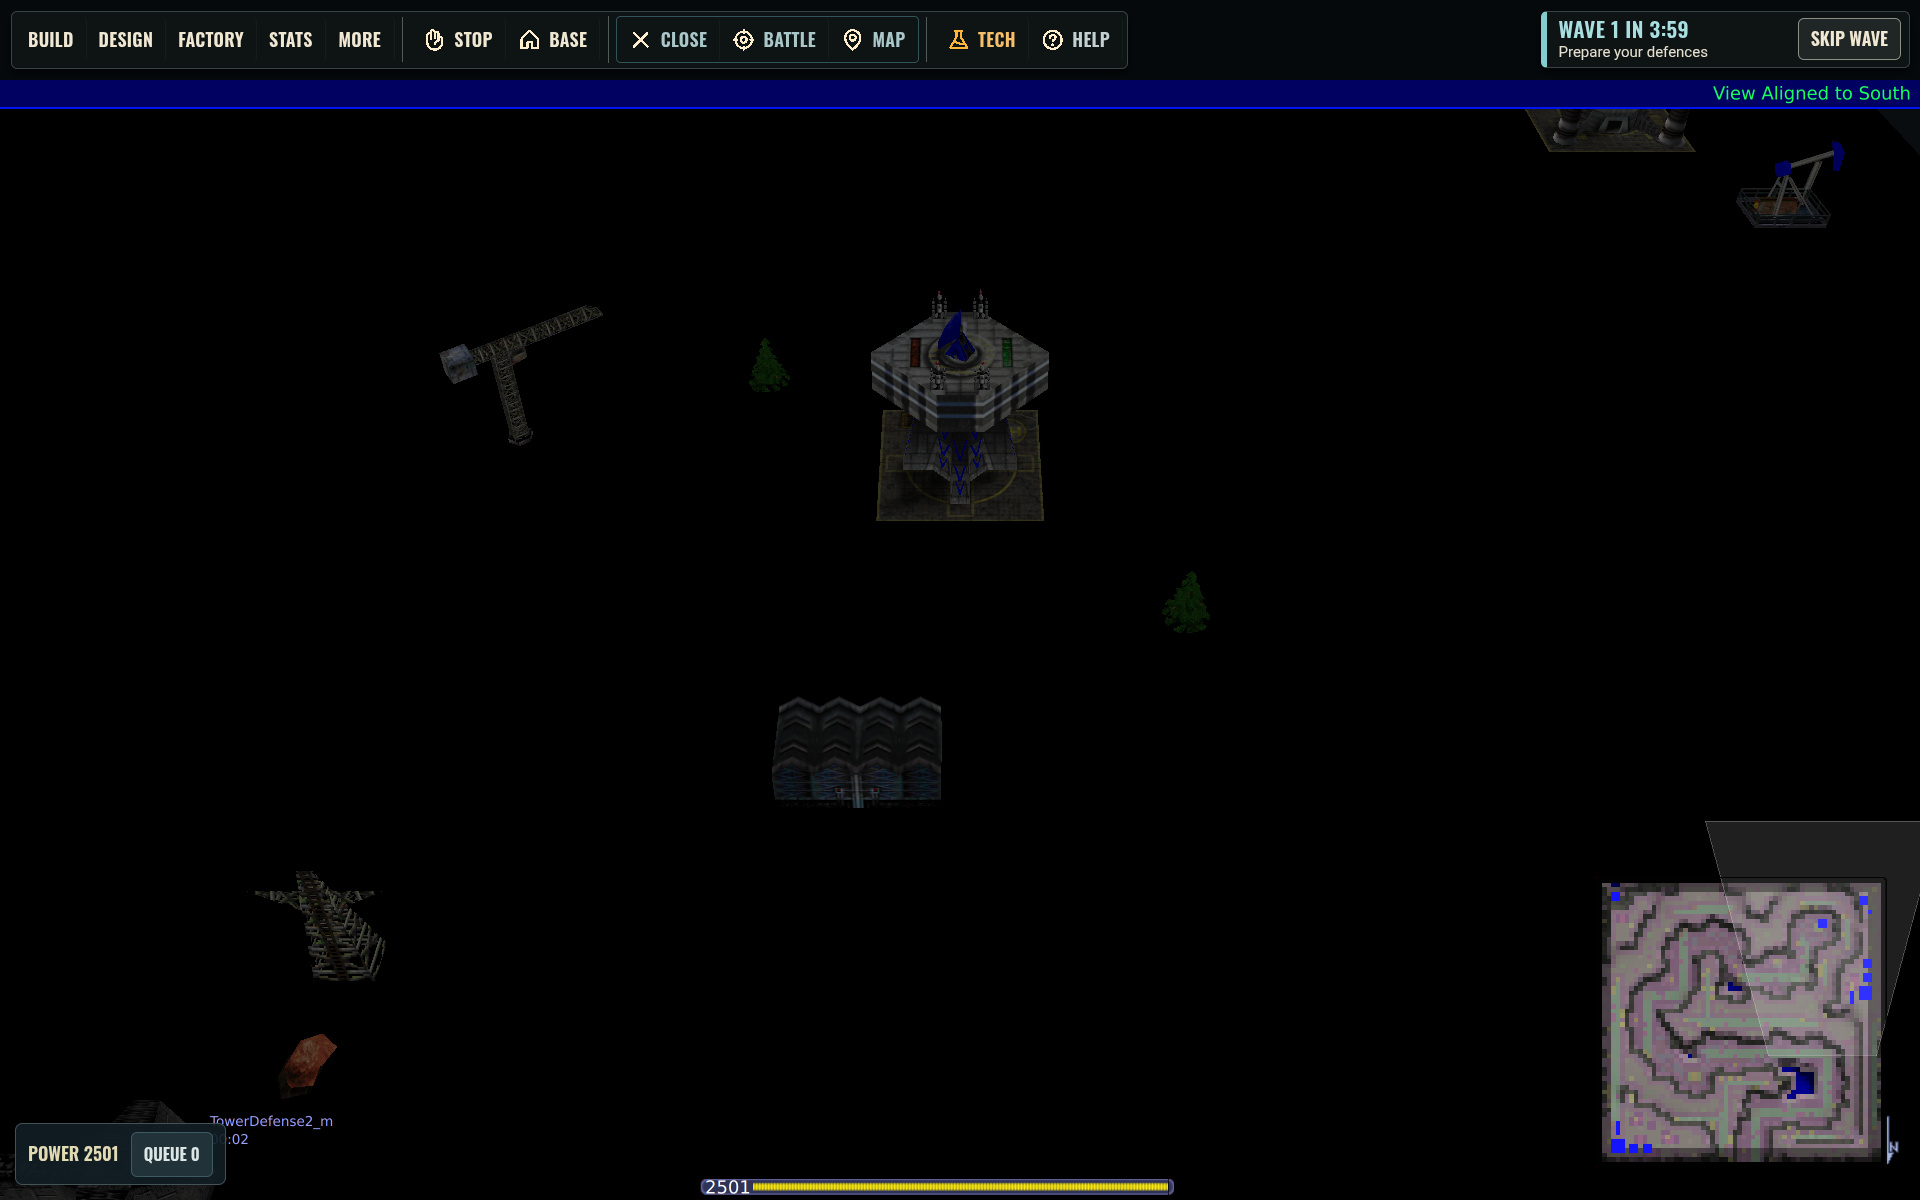 BUILD DESIGN FACTORY STATS MORE STOP BASE CLOSE BATTLE MAP TECH HELP
WAVE 1 IN 3:59
Prepare your defences
SKIP WAVE
View Aligned to South
TowerDefense2_m
:02
POWER 2501 QUEUE 0
2501
N